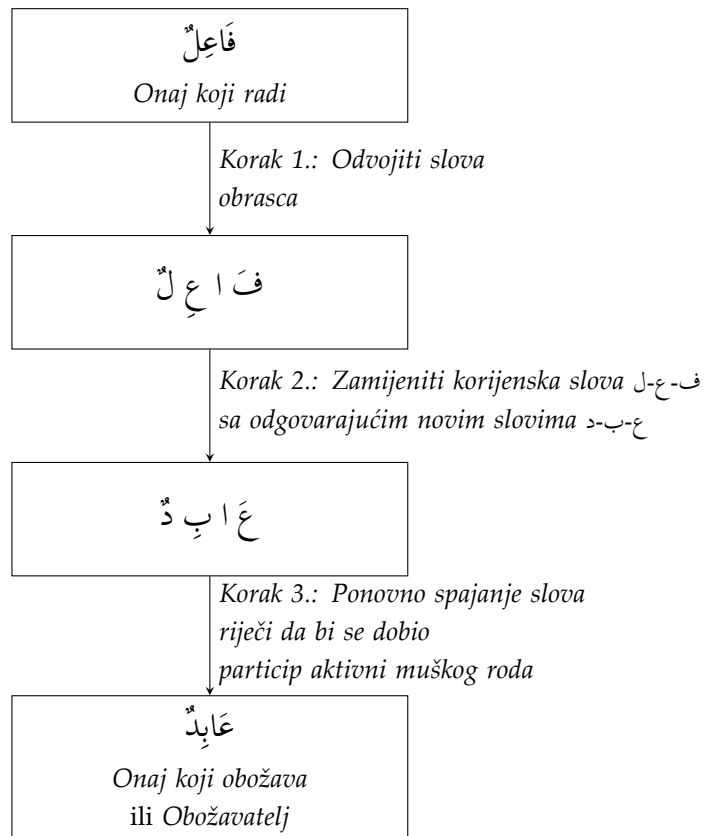 فَاعِلٌ
Onaj koji radi
Korak 1.: Odvojiti slova
obrasca
فَ ا عِ لٌ
Korak 2.: Zamijeniti korijenska slova ف-ع-ل
sa odgovarajućim novim slovima ع-ب-د
عَ ا بِ دٌ
Korak 3.: Ponovno spajanje slova
riječi da bi se dobio
particip aktivni muškog roda
عَابِدٌ
Onaj koji obožava
ili Obožavatelj